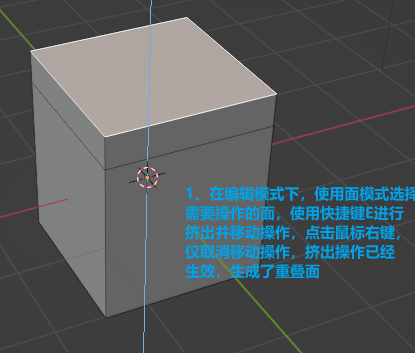 1、在编辑模式下，使用面模式选择
需要操作的面，使用快捷键E进行
挤出并移动操作，点击鼠标右键，
仅取消移动操作，挤出操作已经
生效，生成了重叠面